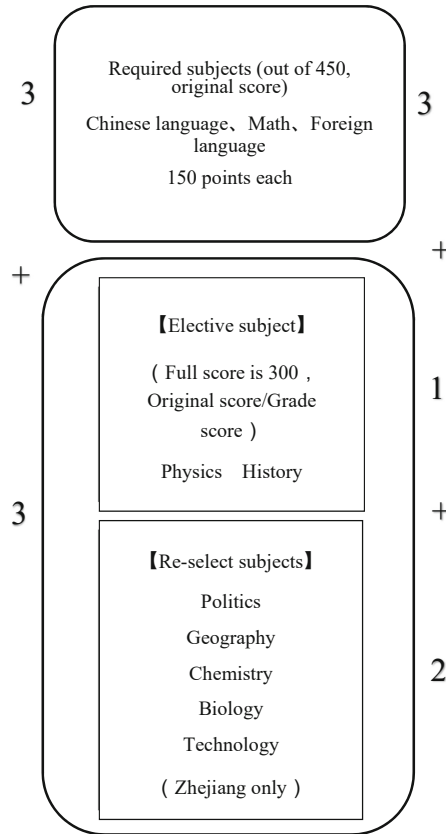 3
Required subjects (out of 450,
original score)
Chinese language、Math、Foreign
language
150 points each
3
+
+
【Elective subject】
( Full score is 300 ,
Original score/Grade
score )
Physics History
1
3
+
【Re-select subjects】
Politics
Geography
Chemistry
Biology
Technology
( Zhejiang only )
2